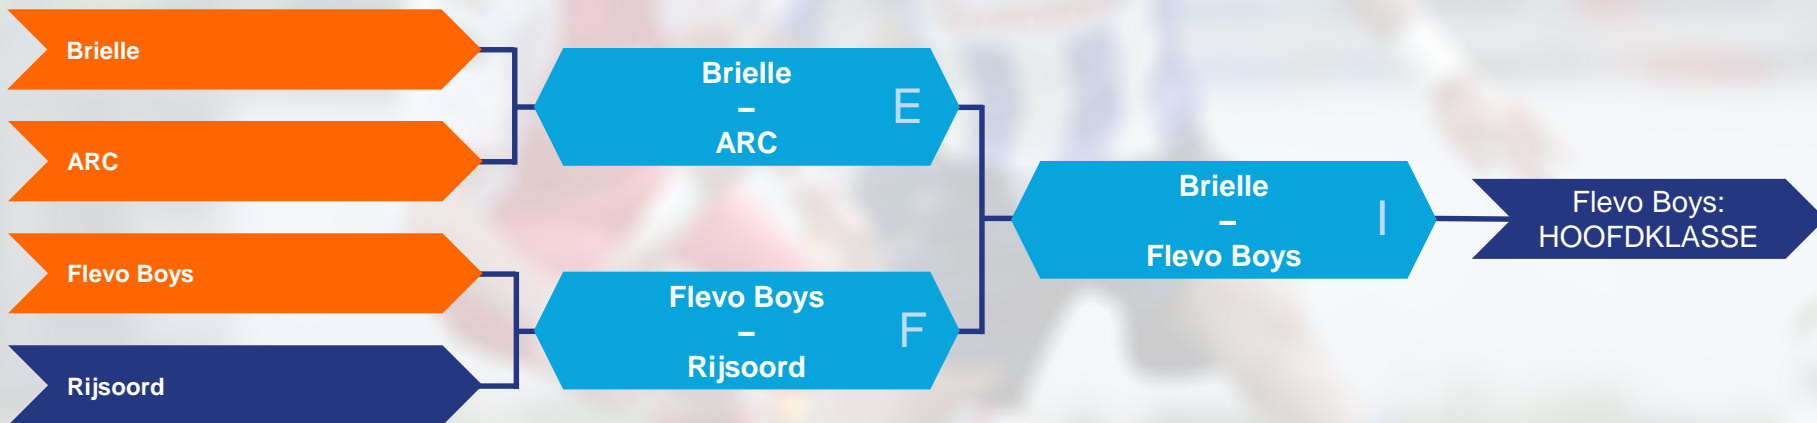 Brielle
ARC
Flevo Boys
Rijsoord
Brielle
–
ARC
E
Flevo Boys
–
Rijsoord
F
Brielle
–
Flevo Boys
I
Flevo Boys:
HOOFDKLASSE